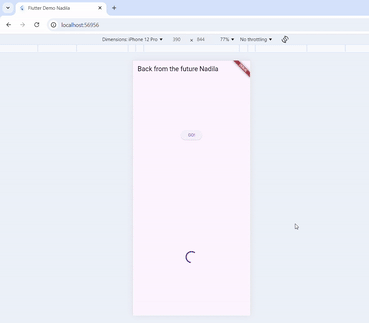 Flutter Demo Nadila
localhost:56956
Dimensions: iPhone 12 Pro 390 × 844 77% No throttling
Back from the future Nadila
GO!